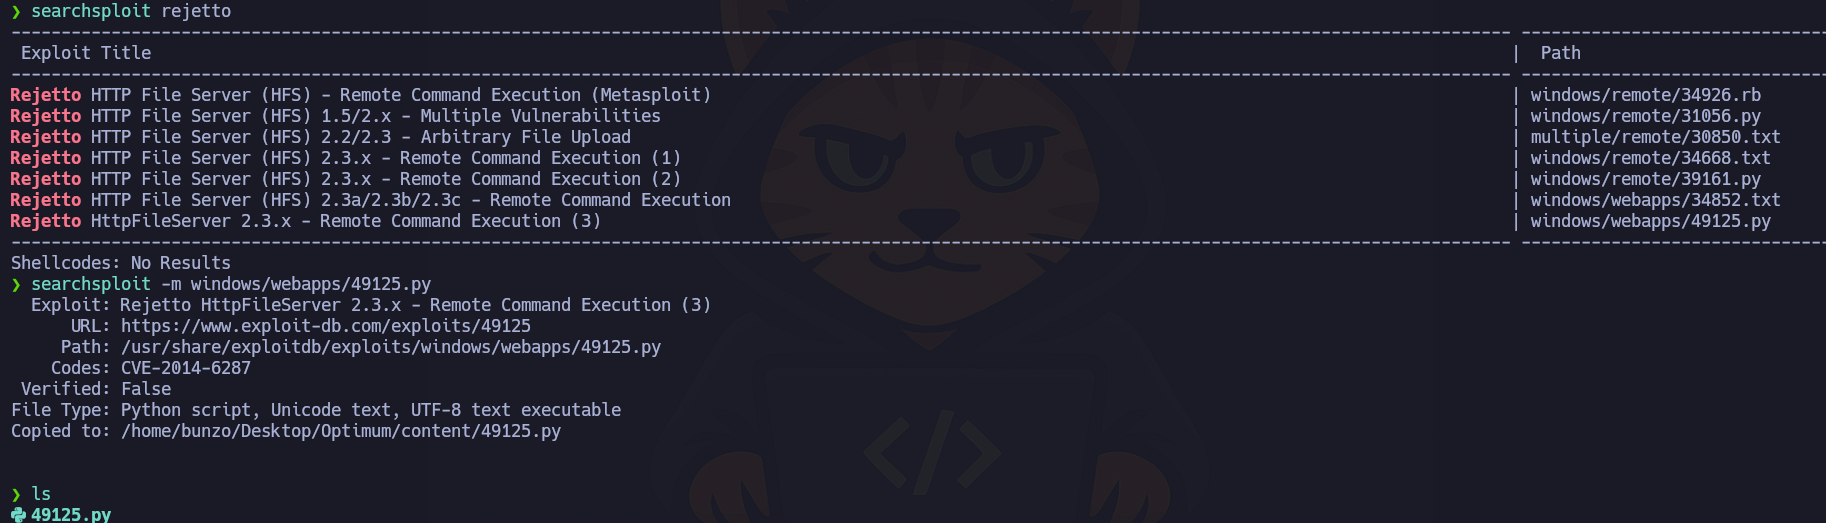 ❯ searchsploit rejetto
Exploit Title | Path
Rejetto HTTP File Server (HFS) - Remote Command Execution (Metasploit) | windows/remote/34926.rb
Rejetto HTTP File Server (HFS) 1.5/2.x - Multiple Vulnerabilities | windows/remote/31056.py
Rejetto HTTP File Server (HFS) 2.2/2.3 - Arbitrary File Upload | multiple/remote/30850.txt
Rejetto HTTP File Server (HFS) 2.3.x - Remote Command Execution (1) | windows/remote/34668.txt
Rejetto HTTP File Server (HFS) 2.3.x - Remote Command Execution (2) | windows/remote/39161.py
Rejetto HTTP File Server (HFS) 2.3a/2.3b/2.3c - Remote Command Execution | windows/webapps/34852.txt
Rejetto HttpFileServer 2.3.x - Remote Command Execution (3) | windows/webapps/49125.py
Shellcodes: No Results
❯ searchsploit -m windows/webapps/49125.py
Exploit: Rejetto HttpFileServer 2.3.x - Remote Command Execution (3)
URL: https://www.exploit-db.com/exploits/49125
Path: /usr/share/exploitdb/exploits/windows/webapps/49125.py
Codes: CVE-2014-6287
Verified: False
File Type: Python script, Unicode text, UTF-8 text executable
Copied to: /home/bunzo/Desktop/Optimum/content/49125.py
❯ ls
49125.py
</>